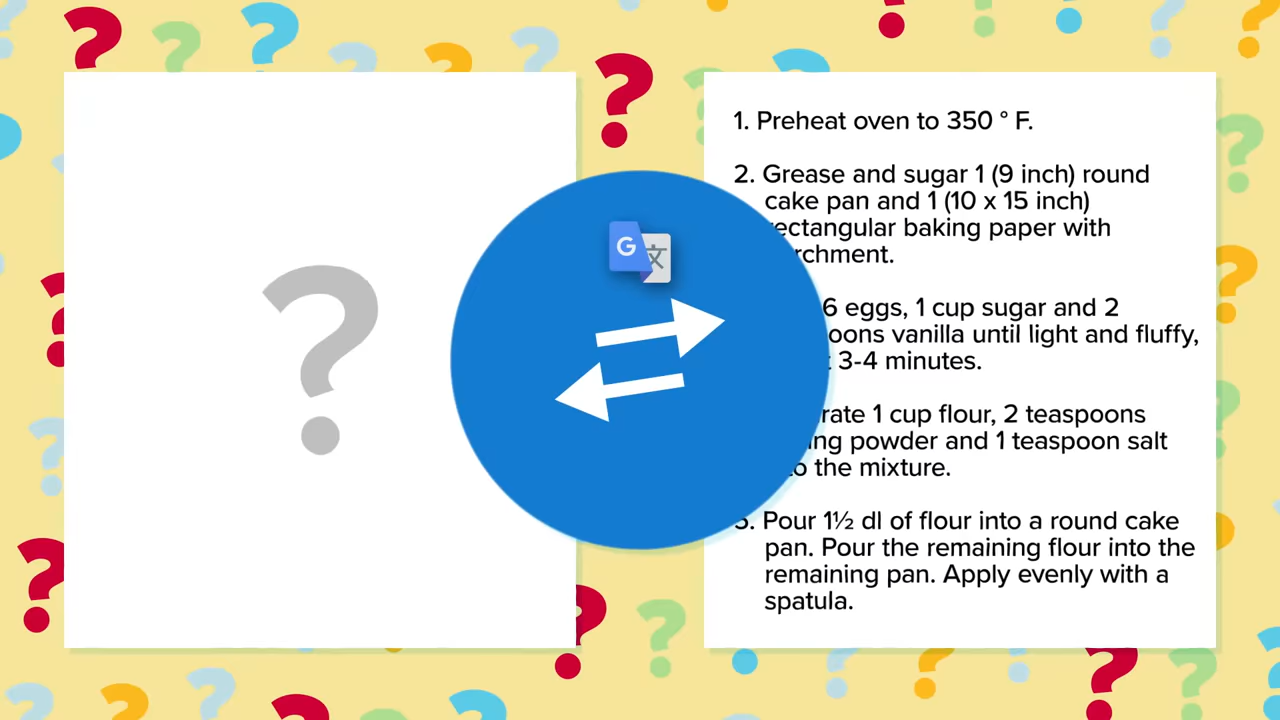 1. Preheat oven to 350 ° F.
2. Grease and sugar 1 (9 inch) round
cake pan and 1 (10 x 15 inch)
rectangular baking paper with
6 eggs, 1 cup sugar and 2
vanilla until light and fluffy,
3-4 minutes.
1 cup flour, 2 teaspoons
powder and 1 teaspoon salt
the mixture.
5. Pour 1½ dl of flour into a round cake
pan. Pour the remaining flour into the
remaining pan. Apply evenly with a
spatula.
G
文